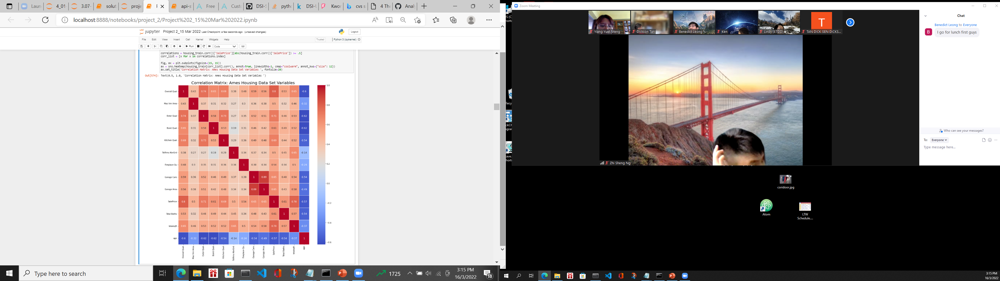 Laun
4_01-
3.07-
solut
proje
api-s
Free
Custo
DSI-S
pytho
DSI-U
Kwor
cvs s
4 The
Analy
localhost:8888/notebooks/project_2/Project%202_15%20Mar%202022.ipynb
jupyter Project 2_15 Mar 2022 Last Checkpoint: a few seconds ago (unsaved changes)
Logout
File Edit View Insert Cell Kernel Widgets Help
Trusted
Python 3 (ipykernel)
Run
Code
correlations = housing_train.corr()['SalePrice'][abs(housing_train.corr()['SalePrice']) >= .5]
corr_list = [x for x in correlations.index]
fig, ax = plt.subplots(figsize=(15, 15))
ax = sns.heatmap(housing_train[corr_list].corr(), annot=True, linewidths=1, cmap="coolwarm", annot_kws={"size": 12})
ax.set_title('Correlation Matrix: Ames Housing Data Set Variables ', fontsize=20)
Out[574]: Text(0.5, 1.0, 'Correlation Matrix: Ames Housing Data Set Variables ')
Correlation Matrix: Ames Housing Data Set Variables
Overall Qual 1 0.43 0.74 0.65 0.69 0.38 0.48 0.59 0.56 0.8 0.53 0.65 -0.6
Mas Vnr Area 0.43 1 0.37 0.31 0.32 0.27 0.3 0.36 0.38 0.5 0.32 0.46 -0.32
Exter Qual 0.74 0.37 1 0.58 0.73 0.27 0.35 0.52 0.51 0.71 0.46 0.53 -0.62
Bsmt Qual 0.65 0.31 0.58 1 0.53 0.19 0.31 0.46 0.42 0.61 0.49 0.52 -0.62
Kitchen Qual 0.69 0.32 0.73 0.53 1 0.29 0.36 0.49 0.48 0.69 0.44 0.52 -0.54
TotRms AbvGrd 0.38 0.27 0.27 0.19 0.29 1 0.34 0.37 0.34 0.5 0.45 0.65 -0.14
Fireplace Qu 0.48 0.3 0.35 0.31 0.36 0.34 1 0.38 0.34 0.54 0.34 0.5 -0.24
Garage Cars 0.59 0.36 0.52 0.46 0.49 0.37 0.38 1 0.89 0.65 0.48 0.54 -0.54
Garage Area 0.56 0.38 0.51 0.42 0.48 0.34 0.34 0.89 1 0.65 0.43 0.58 -0.49
SalePrice 0.8 0.5 0.71 0.61 0.69 0.5 0.54 0.65 0.65 1 0.61 0.78 -0.57
Total Baths 0.53 0.32 0.46 0.49 0.44 0.45 0.34 0.48 0.43 0.61 1 0.57 -0.54
totalsqft 0.65 0.46 0.53 0.52 0.52 0.65 0.5 0.54 0.58 0.78 0.57 1 -0.37
age -0.6 -0.32 -0.62 -0.62 -0.54 -0.14 -0.24 -0.54 -0.49 -0.57 -0.54 -0.37 1
Overall Qual
Mas Vnr Area
Exter Qual
Bsmt Qual
Kitchen Qual
TotRms AbvGrd
Fireplace Qu
Garage Cars
Garage Area
SalePrice
Total Baths
totalsqft
age
1.0
0.8
0.6
0.4
0.2
0.0
-0.2
-0.4
-0.6
Type here to search
1725
3:15 PM
16/3/2022
18
Zoom Meeting
Yiang Yuet Meng
Dickson Tan
Benedict Leong
Ken
Lindy (ETDD)
T
TAN DICK SEN DICKS...
Zhi Sheng Ng
Chat
Benedict Leong to Everyone
B
I go for lunch first guys
Who can see your messages?
To: Everyone
Type message here...
coridoor.jpg
Atom
LTW
Schedule....
3:15 PM
16/3/2022